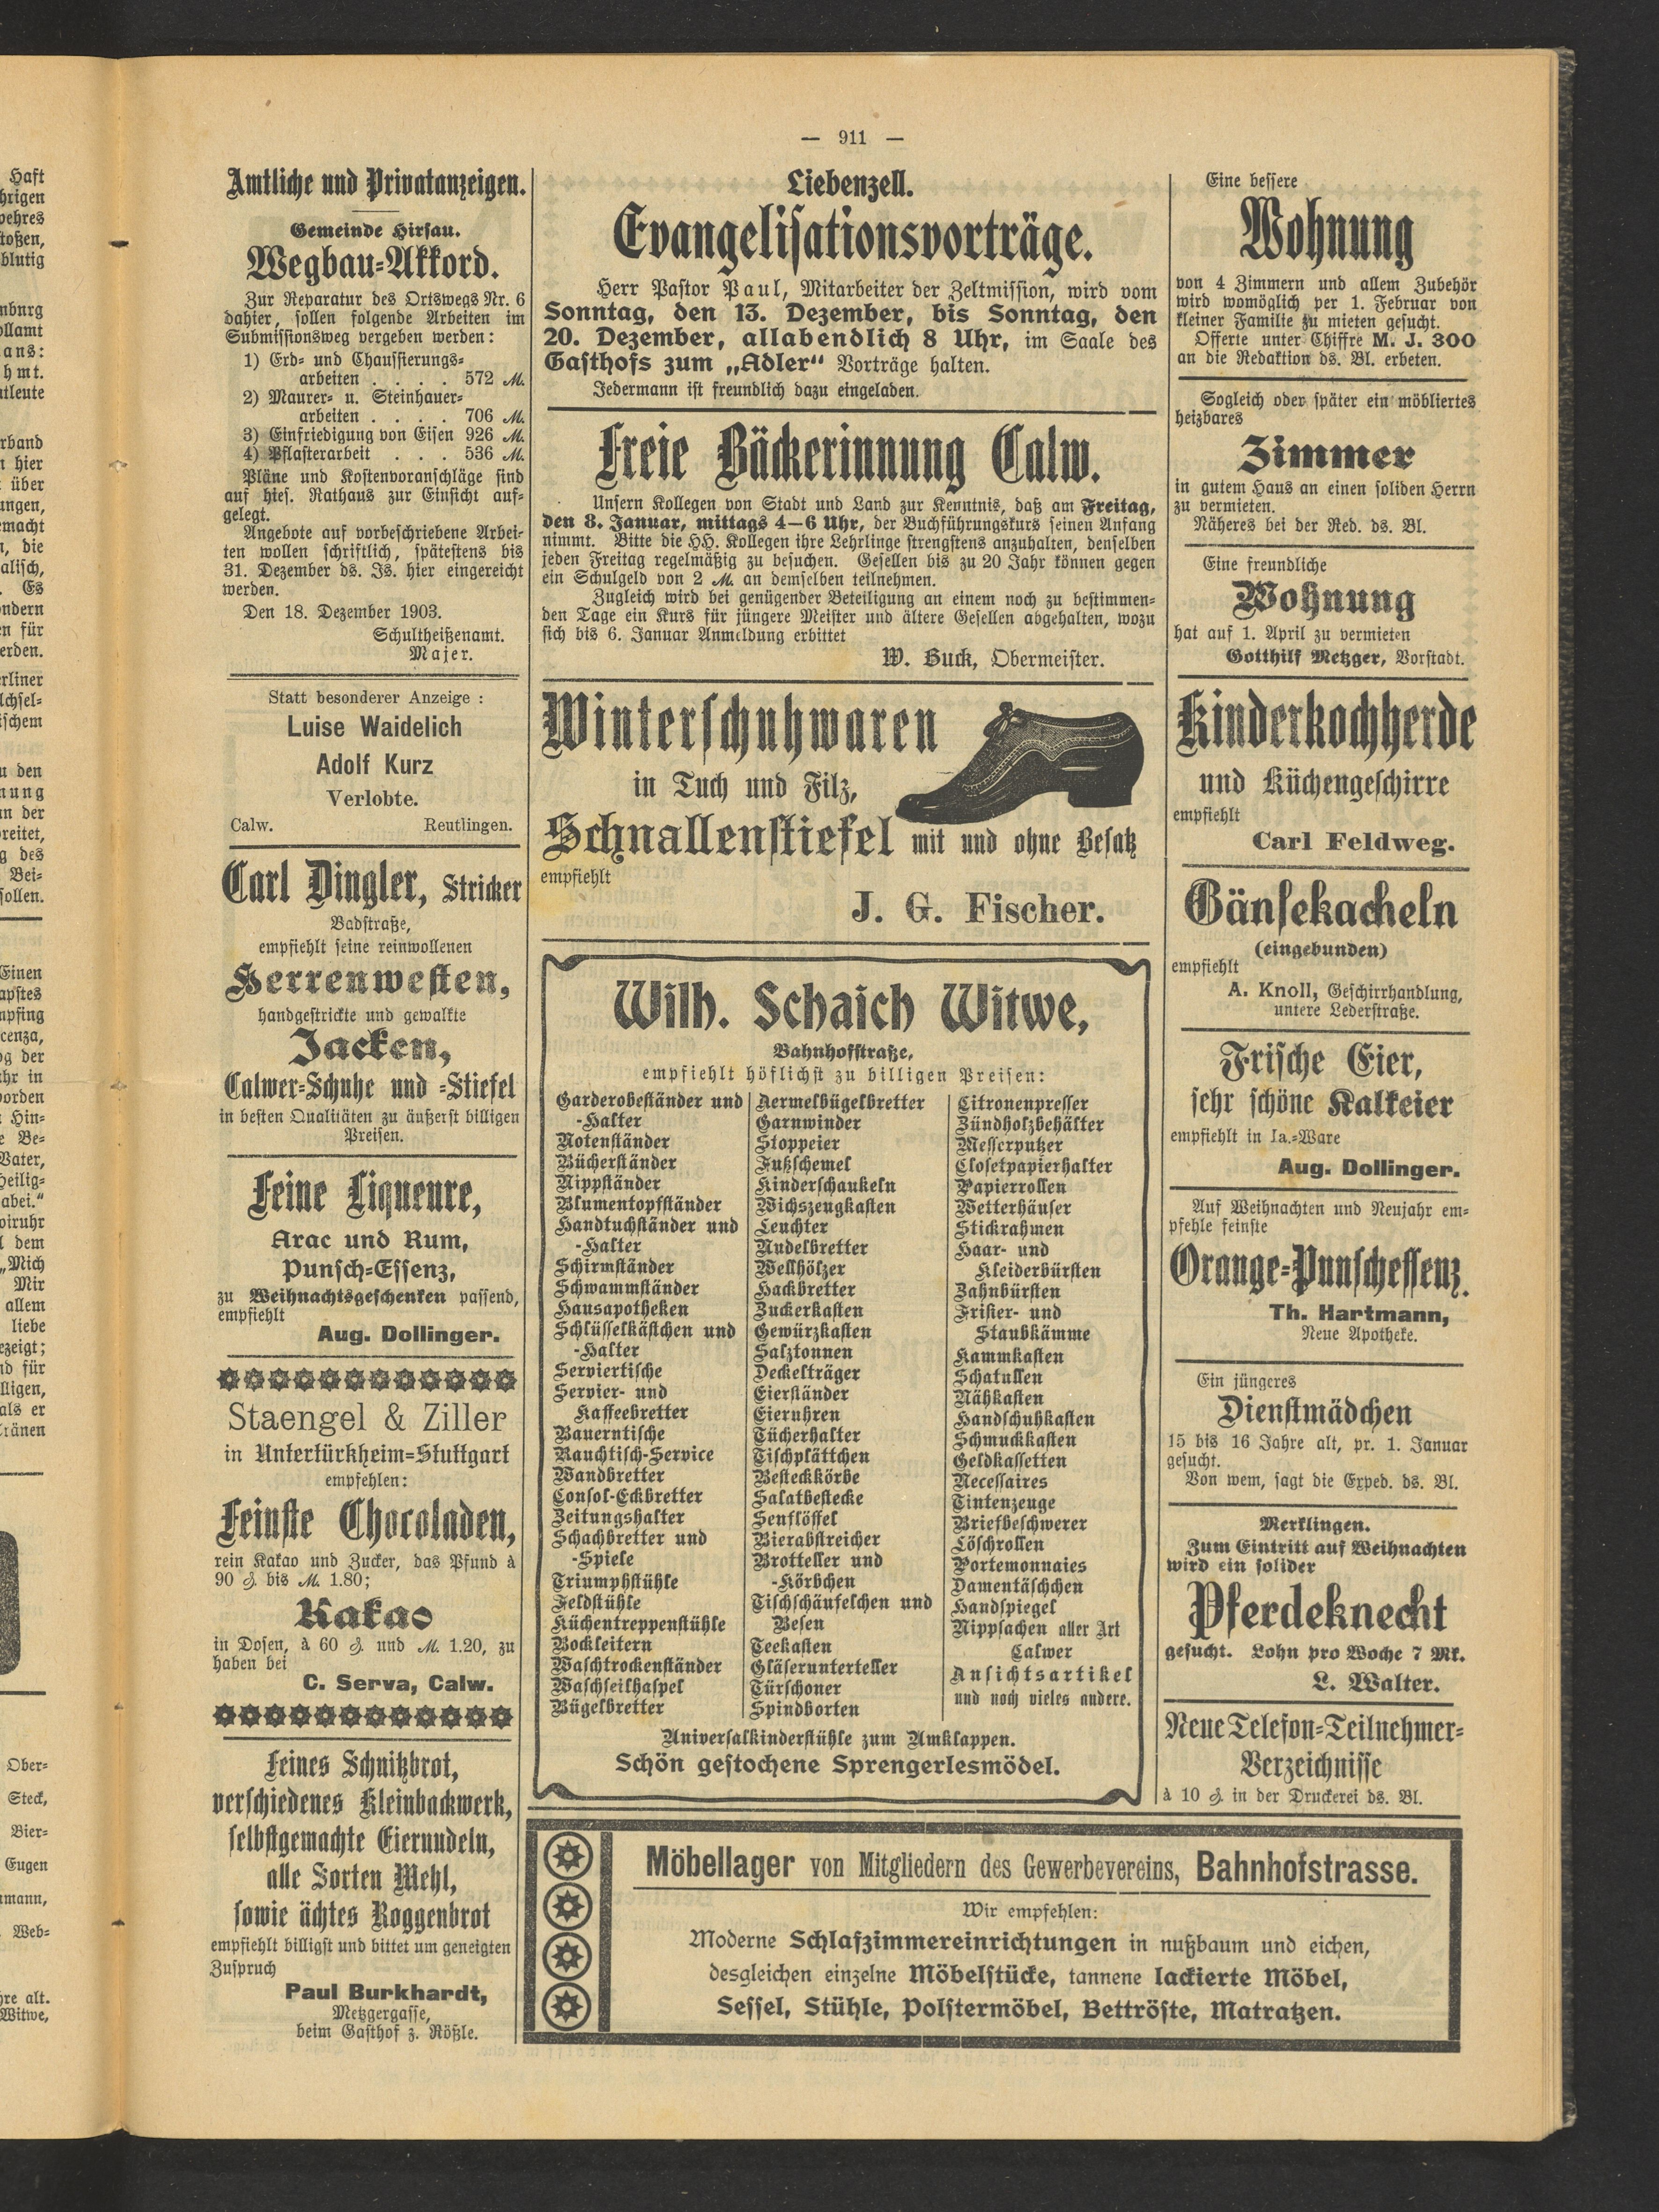 — 911 —
Amtliche und Privatanzeigen.
Gemeinde Hirsau.
Wegbau-Akkord.
Zur Reparatur des Ortswegs Nr. 6
dahier, sollen folgende Arbeiten im
Submissionsweg vergeben werden:
1) Erd- und Chaussierungs-
arbeiten . . . . 572 M.
2) Maurer- u. Steinhauer-
arbeiten . . . . 706 M.
3) Einfriedigung von Eisen 926 M.
4) Pflasterarbeit . . . 536 M.
Pläne und Kostenvoranschläge sind
auf hies. Rathaus zur Einsicht auf-
gelegt.
Angebote auf vorbeschriebene Arbei-
ten wollen schriftlich, spätestens bis
31. Dezember ds. Js. hier eingereicht
werden.
Den 18. Dezember 1903.
Schultheißenamt.
Majer.
Statt besonderer Anzeige:
Luise Waidelich
Adolf Kurz
Verlobte.
Calw. Reutlingen.
Carl Dingler, Stricker
Badstraße,
empfiehlt seine reinwollenen
Herrenwesten,
handgestrickte und gewalkte
Jacken,
Calwer-Schuhe und -Stiefel
in besten Qualitäten zu äußerst billigen
Preisen.
Feine Liqueure,
Arac und Rum,
Punsch-Essenz,
zu Weihnachtsgeschenken passend,
empfiehlt
Aug. Dollinger.
Staengel & Ziller
in Untertürkheim-Stuttgart
empfehlen:
Feinste Chocoladen,
rein Kakao und Zucker, das Pfund à
90 ₰ bis M. 1.80;
Kakao
in Dosen, à 60 ₰ und M. 1.20, zu
haben bei
C. Serva, Calw.
Feines Schnitzbrot,
verschiedenes Kleinbackwerk,
selbstgemachte Eiernudeln,
alle Sorten Mehl,
sowie ächtes Roggenbrot
empfiehlt billigst und bittet um geneigten
Zuspruch
Paul Burkhardt,
Metzgergasse,
beim Gasthof z. Rößle.
Liebenzell.
Evangelisationsvorträge.
Herr Pastor Paul, Mitarbeiter der Zeltmission, wird vom
Sonntag, den 13. Dezember, bis Sonntag, den
20. Dezember, allabendlich 8 Uhr, im Saale des
Gasthofs zum „Adler“ Vorträge halten.
Jedermann ist freundlich dazu eingeladen.
Freie Bäckerinnung Calw.
Unsern Kollegen von Stadt und Land zur Kenntnis, daß am Freitag,
den 8. Januar, mittags 4—6 Uhr, der Buchführungskurs seinen Anfang
nimmt. Bitte die HH. Kollegen ihre Lehrlinge strengstens anzuhalten, denselben
jeden Freitag regelmäßig zu besuchen. Gesellen bis zu 20 Jahr können gegen
ein Schulgeld von 2 M. an demselben teilnehmen.
Zugleich wird bei genügender Beteiligung an einem noch zu bestimmen-
den Tage ein Kurs für jüngere Meister und ältere Gesellen abgehalten, wozu
sich bis 6. Januar Anmeldung erbittet
W. Buck, Obermeister.
Winterschuhwaren
in Tuch und Filz,
Schnallenstiefel mit und ohne Besatz
empfiehlt
J. G. Fischer.
Wilh. Schaich Witwe,
Bahnhofstraße,
empfiehlt höflichst zu billigen Preisen:
Garderobeständer und
-Halter
Notenständer
Bücherständer
Nippständer
Blumentopfständer
Handtuchständer und
-Halter
Schirmständer
Schwammständer
Hausapotheken
Schlüsselkästchen und
-Halter
Serviertische
Servier- und
Kaffeebretter
Bauerntische
Rauchtisch-Service
Wandbretter
Consol-Eckbretter
Zeitungshalter
Schachbretter und
-Spiele
Triumphstühle
Feldstühle
Küchentreppenstühle
Bockleitern
Waschtrockenständer
Waschseilhaspel
Bügelbretter
Aermelbügelbretter
Garnwinder
Stoppeier
Fußschemel
Kinderschaukeln
Wichszeugkasten
Leuchter
Nudelbretter
Wellhölzer
Hackbretter
Zuckerkasten
Gewürzkasten
Salztonnen
Deckelträger
Eierständer
Eieruhren
Tücherhalter
Tischplättchen
Besteckkörbe
Salatbestecke
Senflöffel
Bierabstreicher
Brotteller und
-Körbchen
Tischschäufelchen und
Besen
Teekasten
Gläserunterteller
Türschoner
Spindborten
Citronenpresser
Zündholzbehälter
Messerputzer
Closetpapierhalter
Papierrollen
Wetterhäuser
Stickrahmen
Haar- und
Kleiderbürsten
Zahnbürsten
Frisier- und
Staubkämme
Kammkasten
Schatullen
Nähkasten
Handschuhkasten
Schmuckkasten
Geldkassetten
Necessaires
Tintenzeuge
Briefbeschwerer
Löschrollen
Portemonnaies
Damentäschchen
Handspiegel
Nippsachen aller Art
Calwer
Ansichtsartikel
und noch vieles andere.
Universalkinderstühle zum Umklappen.
Schön gestochene Sprengerlesmödel.
Eine bessere
Wohnung
von 4 Zimmern und allem Zubehör
wird womöglich per 1. Februar von
kleiner Familie zu mieten gesucht.
Offerte unter Chiffre M. J. 300
an die Redaktion ds. Bl. erbeten.
Sogleich oder später ein möbliertes
heizbares
Zimmer
in gutem Haus an einen soliden Herrn
zu vermieten.
Näheres bei der Red. ds. Bl.
Eine freundliche
Wohnung
hat auf 1. April zu vermieten
Gotthilf Metzger, Vorstadt.
Kinderkochherde
und Küchengeschirre
empfiehlt
Carl Feldweg.
Gänsekacheln
(eingebunden)
empfiehlt
A. Knoll, Geschirrhandlung,
untere Lederstraße.
Frische Eier,
sehr schöne Kalkeier
empfiehlt in Ia.-Ware
Aug. Dollinger.
Auf Weihnachten und Neujahr em-
pfehle feinste
Orange-Punschessenz.
Th. Hartmann,
Neue Apotheke.
Ein jüngeres
Dienstmädchen
15 bis 16 Jahre alt, pr. 1. Januar
gesucht.
Von wem, sagt die Exped. ds. Bl.
Merklingen.
Zum Eintritt auf Weihnachten
wird ein solider
Pferdeknecht
gesucht. Lohn pro Woche 7 Mk.
L. Walter.
Neue Telefon-Teilnehmer-
Verzeichnisse
à 10 ₰ in der Druckerei ds. Bl.
Möbellager von Mitgliedern des Gewerbevereins, Bahnhofstrasse.
Wir empfehlen:
Moderne Schlafzimmereinrichtungen in nußbaum und eichen,
desgleichen einzelne Möbelstücke, tannene lackierte Möbel,
Sessel, Stühle, Polstermöbel, Bettröste, Matratzen.